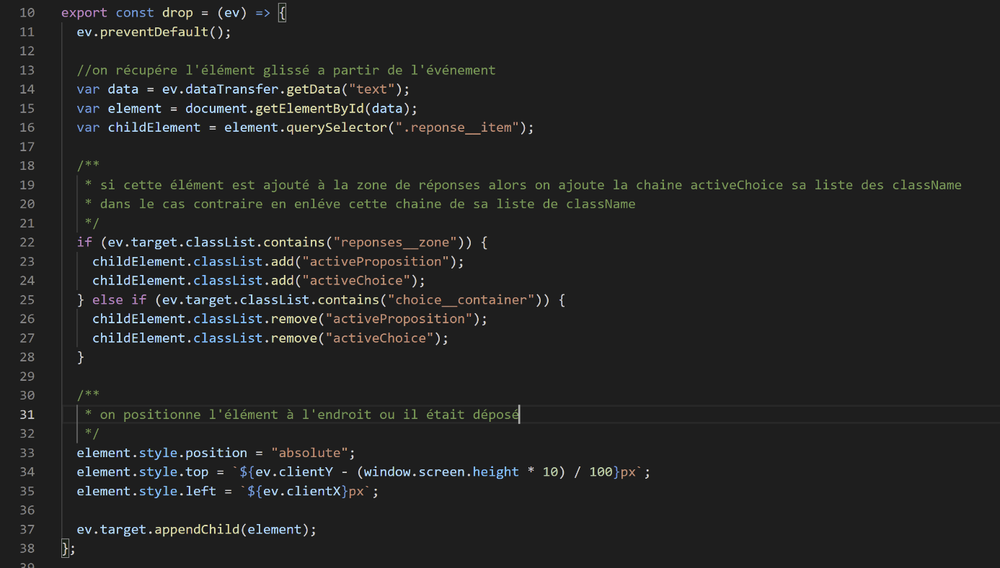 10 export const drop = (ev) => {
11   ev.preventDefault();
12
13   //on récupére l'élément glissé a partir de l'événement
14   var data = ev.dataTransfer.getData("text");
15   var element = document.getElementById(data);
16   var childElement = element.querySelector(".reponse__item");
17
18   /**
19    * si cette élément est ajouté à la zone de réponses alors on ajoute la chaine activeChoice sa liste des className
20    * dans le cas contraire en enléve cette chaine de sa liste de className
21    */
22   if (ev.target.classList.contains("reponses__zone")) {
23     childElement.classList.add("activeProposition");
24     childElement.classList.add("activeChoice");
25   } else if (ev.target.classList.contains("choice__container")) {
26     childElement.classList.remove("activeProposition");
27     childElement.classList.remove("activeChoice");
28   }
29
30   /**
31    * on positionne l'élément à l'endroit ou il était déposé
32    */
33   element.style.position = "absolute";
34   element.style.top = `${ev.clientY - (window.screen.height * 10) / 100}px`;
35   element.style.left = `${ev.clientX}px`;
36
37   ev.target.appendChild(element);
38 };
39